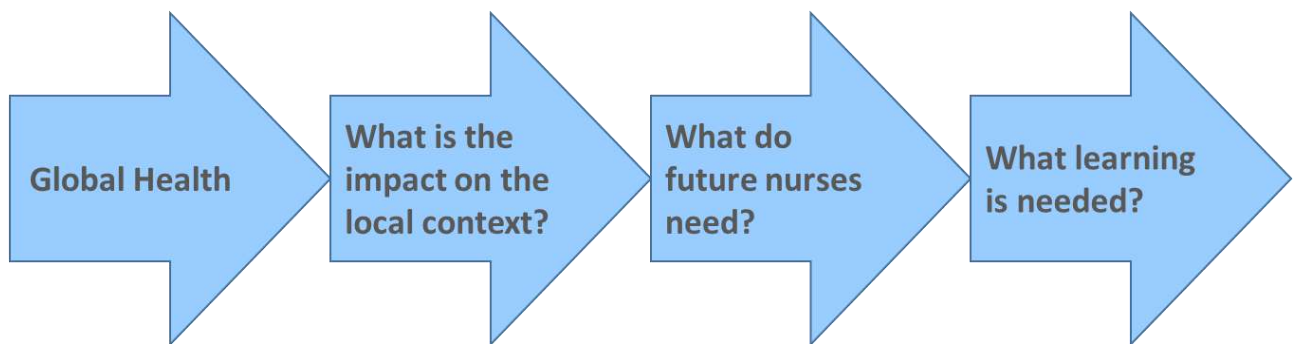 Global Health
What is the
impact on the
local context?
What do
future nurses
need?
What learning
is needed?